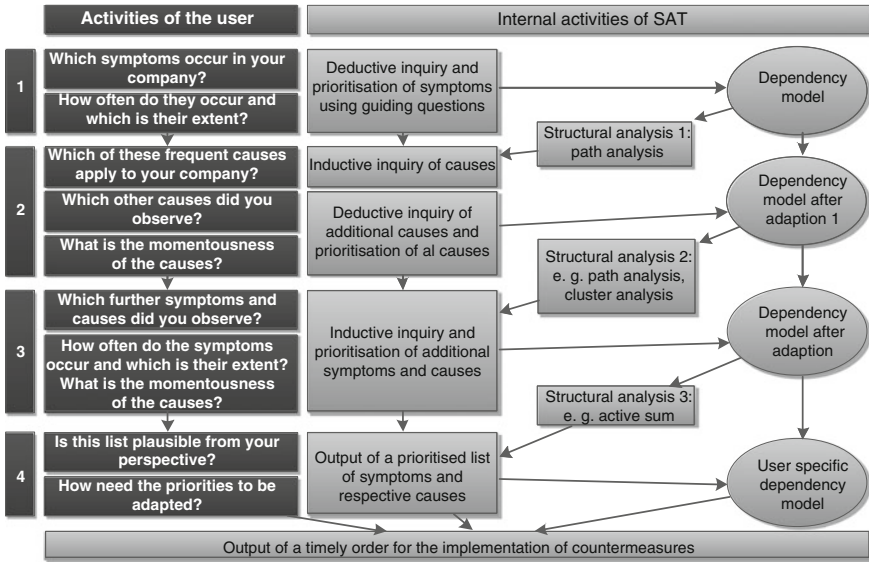 Activities of the user
Internal activities of SAT
1
Which symptoms occur in your
company?
How often do they occur and
which is their extent?
Deductive inquiry and
prioritisation of symptoms
using guiding questions
Dependency
model
Structural analysis 1:
path analysis
2
Which of these frequent causes
apply to your company?
Which other causes did you
observe?
What is the momentousness
of the causes?
Inductive inquiry of causes
Deductive inquiry of
additional causes and
prioritisation of al causes
Dependency
model after
adaption 1
Structural analysis 2:
e. g. path analysis,
cluster analysis
3
Which further symptoms and
causes did you observe?
How often do the symptoms
occur and which is their extent?
What is the momentousness
of the causes?
Inductive inquiry and
prioritisation of additional
symptoms and causes
Dependency
model after
adaption
Structural analysis 3:
e. g. active sum
4
Is this list plausible from your
perspective?
How need the priorities to be
adapted?
Output of a prioritised list
of symptoms and
respective causes
User specific
dependency
model
Output of a timely order for the implementation of countermeasures